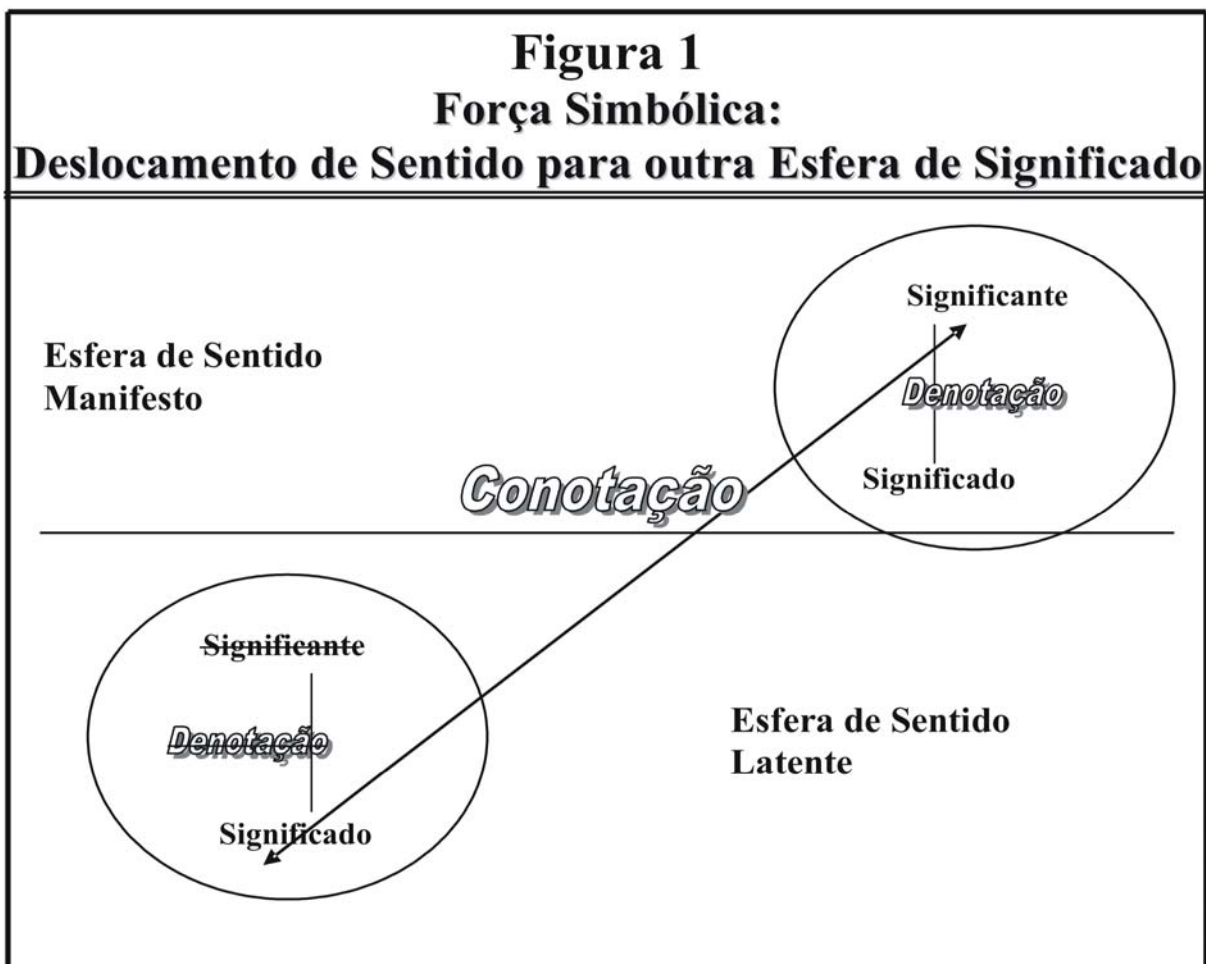 Figura 1
Força Simbólica:
Deslocamento de Sentido para outra Esfera de Significado
Significante
Esfera de Sentido
Manifesto
Denotação
Significado
Conotação
Significante
Denotação
Significado
Esfera de Sentido
Latente